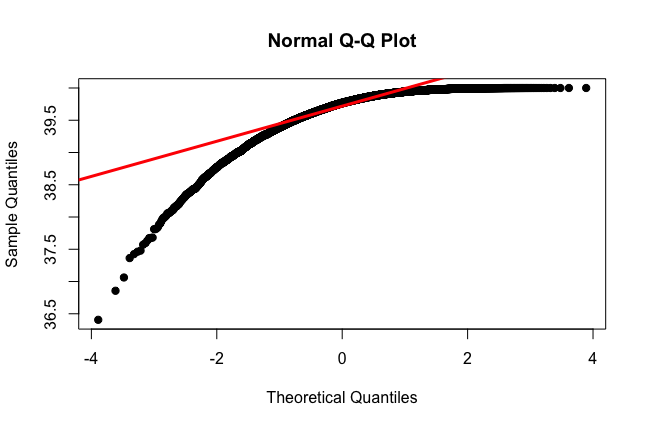 Normal Q-Q Plot
Sample Quantiles
39.5
38.5
37.5
36.5
-4 -2 0 2 4
Theoretical Quantiles